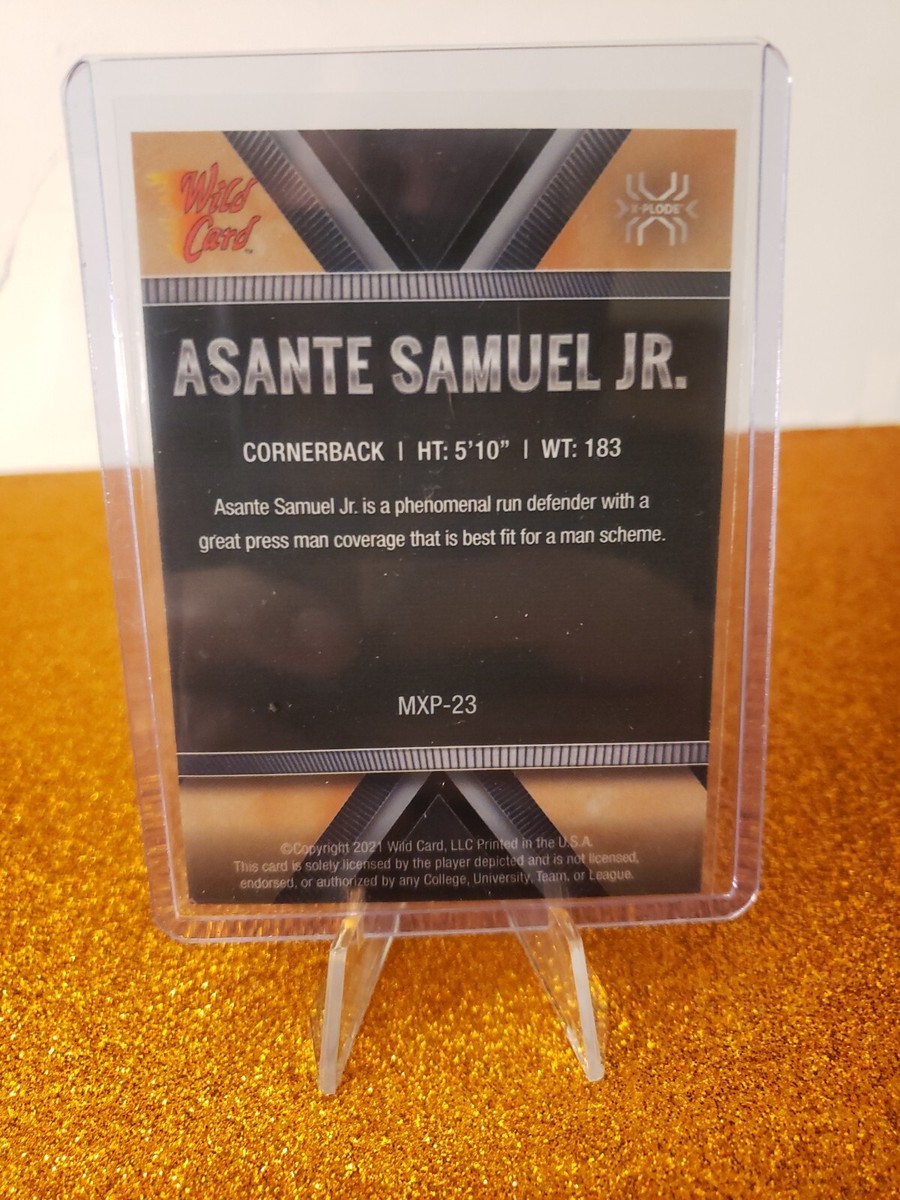 Wild
Card™
X-PLODE
ASANTE SAMUEL JR.
CORNERBACK | HT: 5'10" | WT: 183
Asante Samuel Jr. is a phenomenal run defender with a
great press man coverage that is best fit for a man scheme.
MXP-23
©Copyright 2021 Wild Card, LLC Printed in the U.S.A.
This card is solely licensed by the player depicted and is not licensed,
endorsed, or authorized by any College, University, Team, or League.